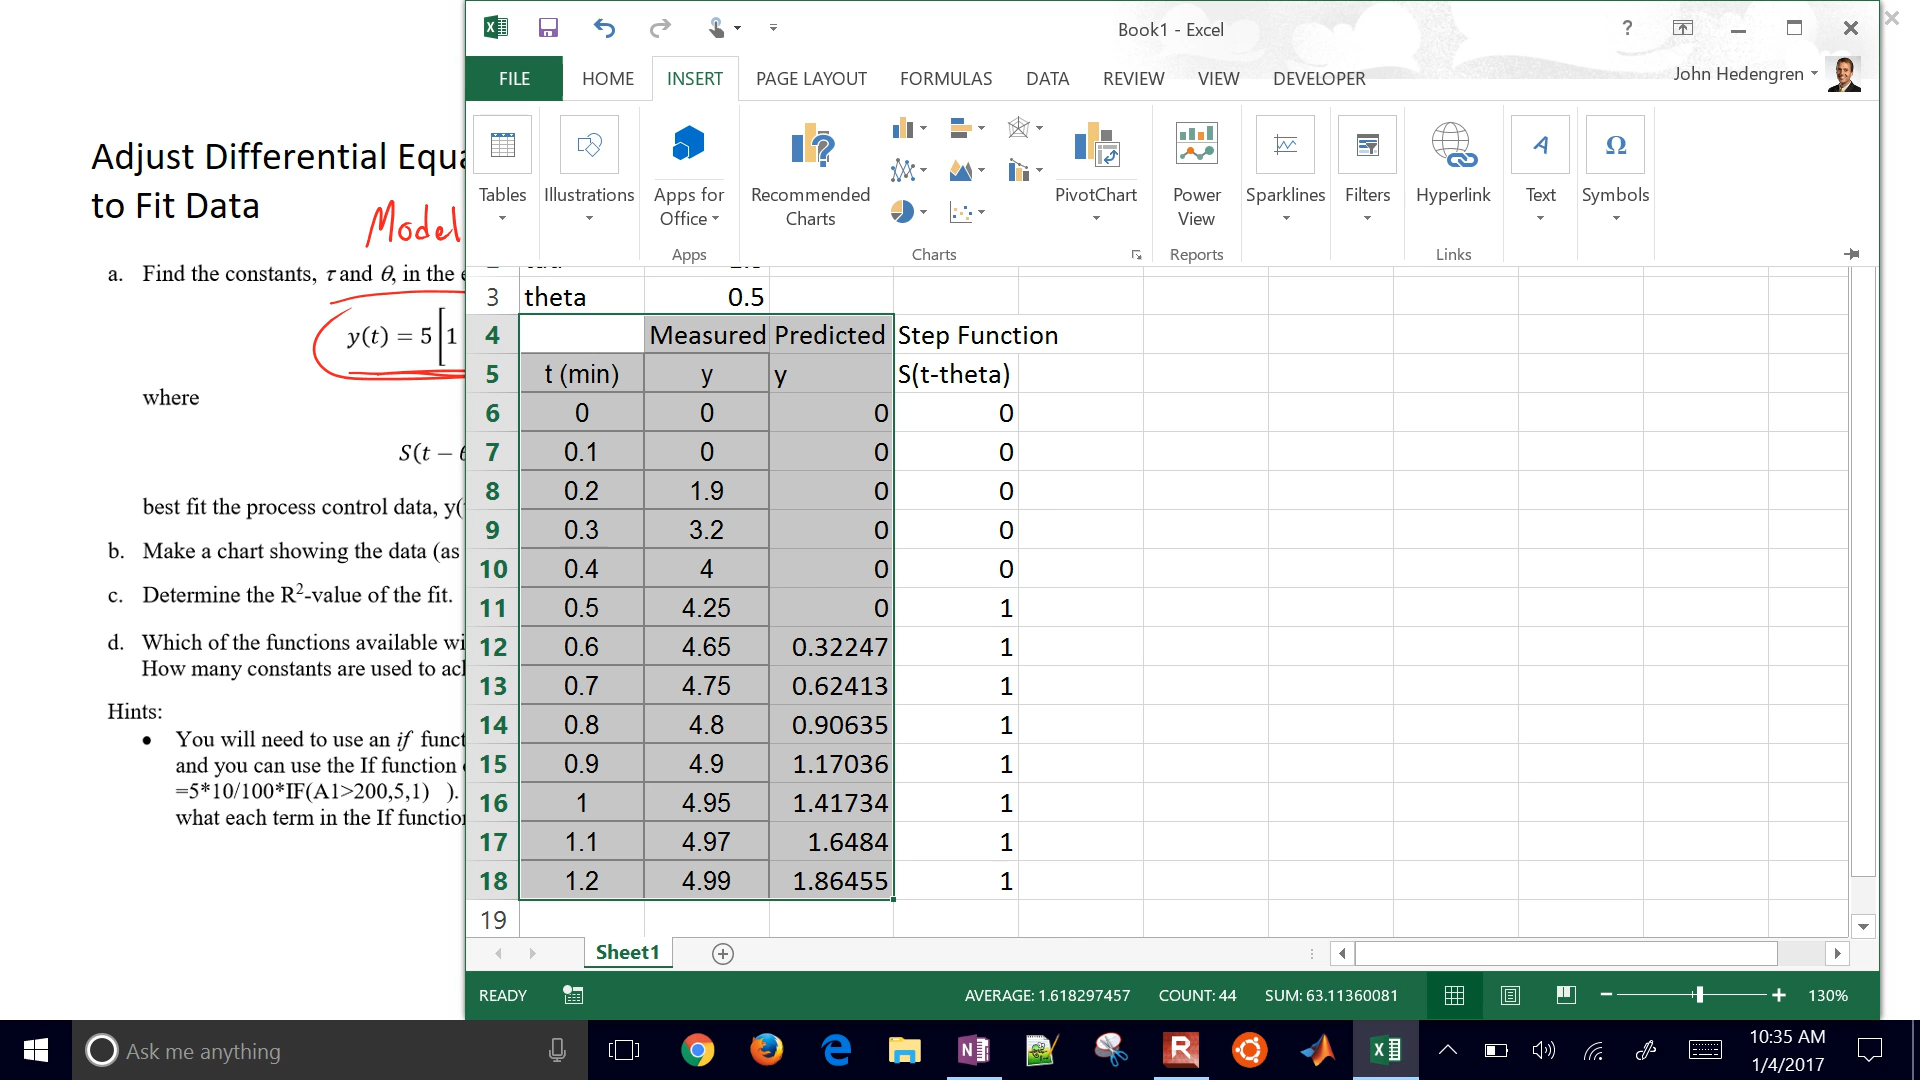 Book1 - Excel
?
FILE HOME INSERT PAGE LAYOUT FORMULAS DATA REVIEW VIEW DEVELOPER
John Hedengren
Tables
Illustrations
Apps for Office
Recommended Charts
PivotChart
Power View
Sparklines
Filters
Hyperlink
Text
Symbols
Apps
Charts
Reports
Links
Adjust Differential Equa
to Fit Data
Model
a. Find the constants, τ and θ, in the e
y(t) = 5[1
where
S(t −
best fit the process control data, y(
b. Make a chart showing the data (as
c. Determine the R²-value of the fit.
d. Which of the functions available wi
How many constants are used to acl
Hints:
• You will need to use an if funct
and you can use the If function
=5*10/100*IF(A1>200,5,1) ).
what each term in the If function
3 theta 0.5
4 Measured Predicted Step Function
5 t (min) y y S(t-theta)
6 0 0 0 0
7 0.1 0 0 0
8 0.2 1.9 0 0
9 0.3 3.2 0 0
10 0.4 4 0 0
11 0.5 4.25 0 1
12 0.6 4.65 0.32247 1
13 0.7 4.75 0.62413 1
14 0.8 4.8 0.90635 1
15 0.9 4.9 1.17036 1
16 1 4.95 1.41734 1
17 1.1 4.97 1.6484 1
18 1.2 4.99 1.86455 1
19
Sheet1
READY AVERAGE: 1.618297457 COUNT: 44 SUM: 63.11360081 130%
Ask me anything
10:35 AM
1/4/2017